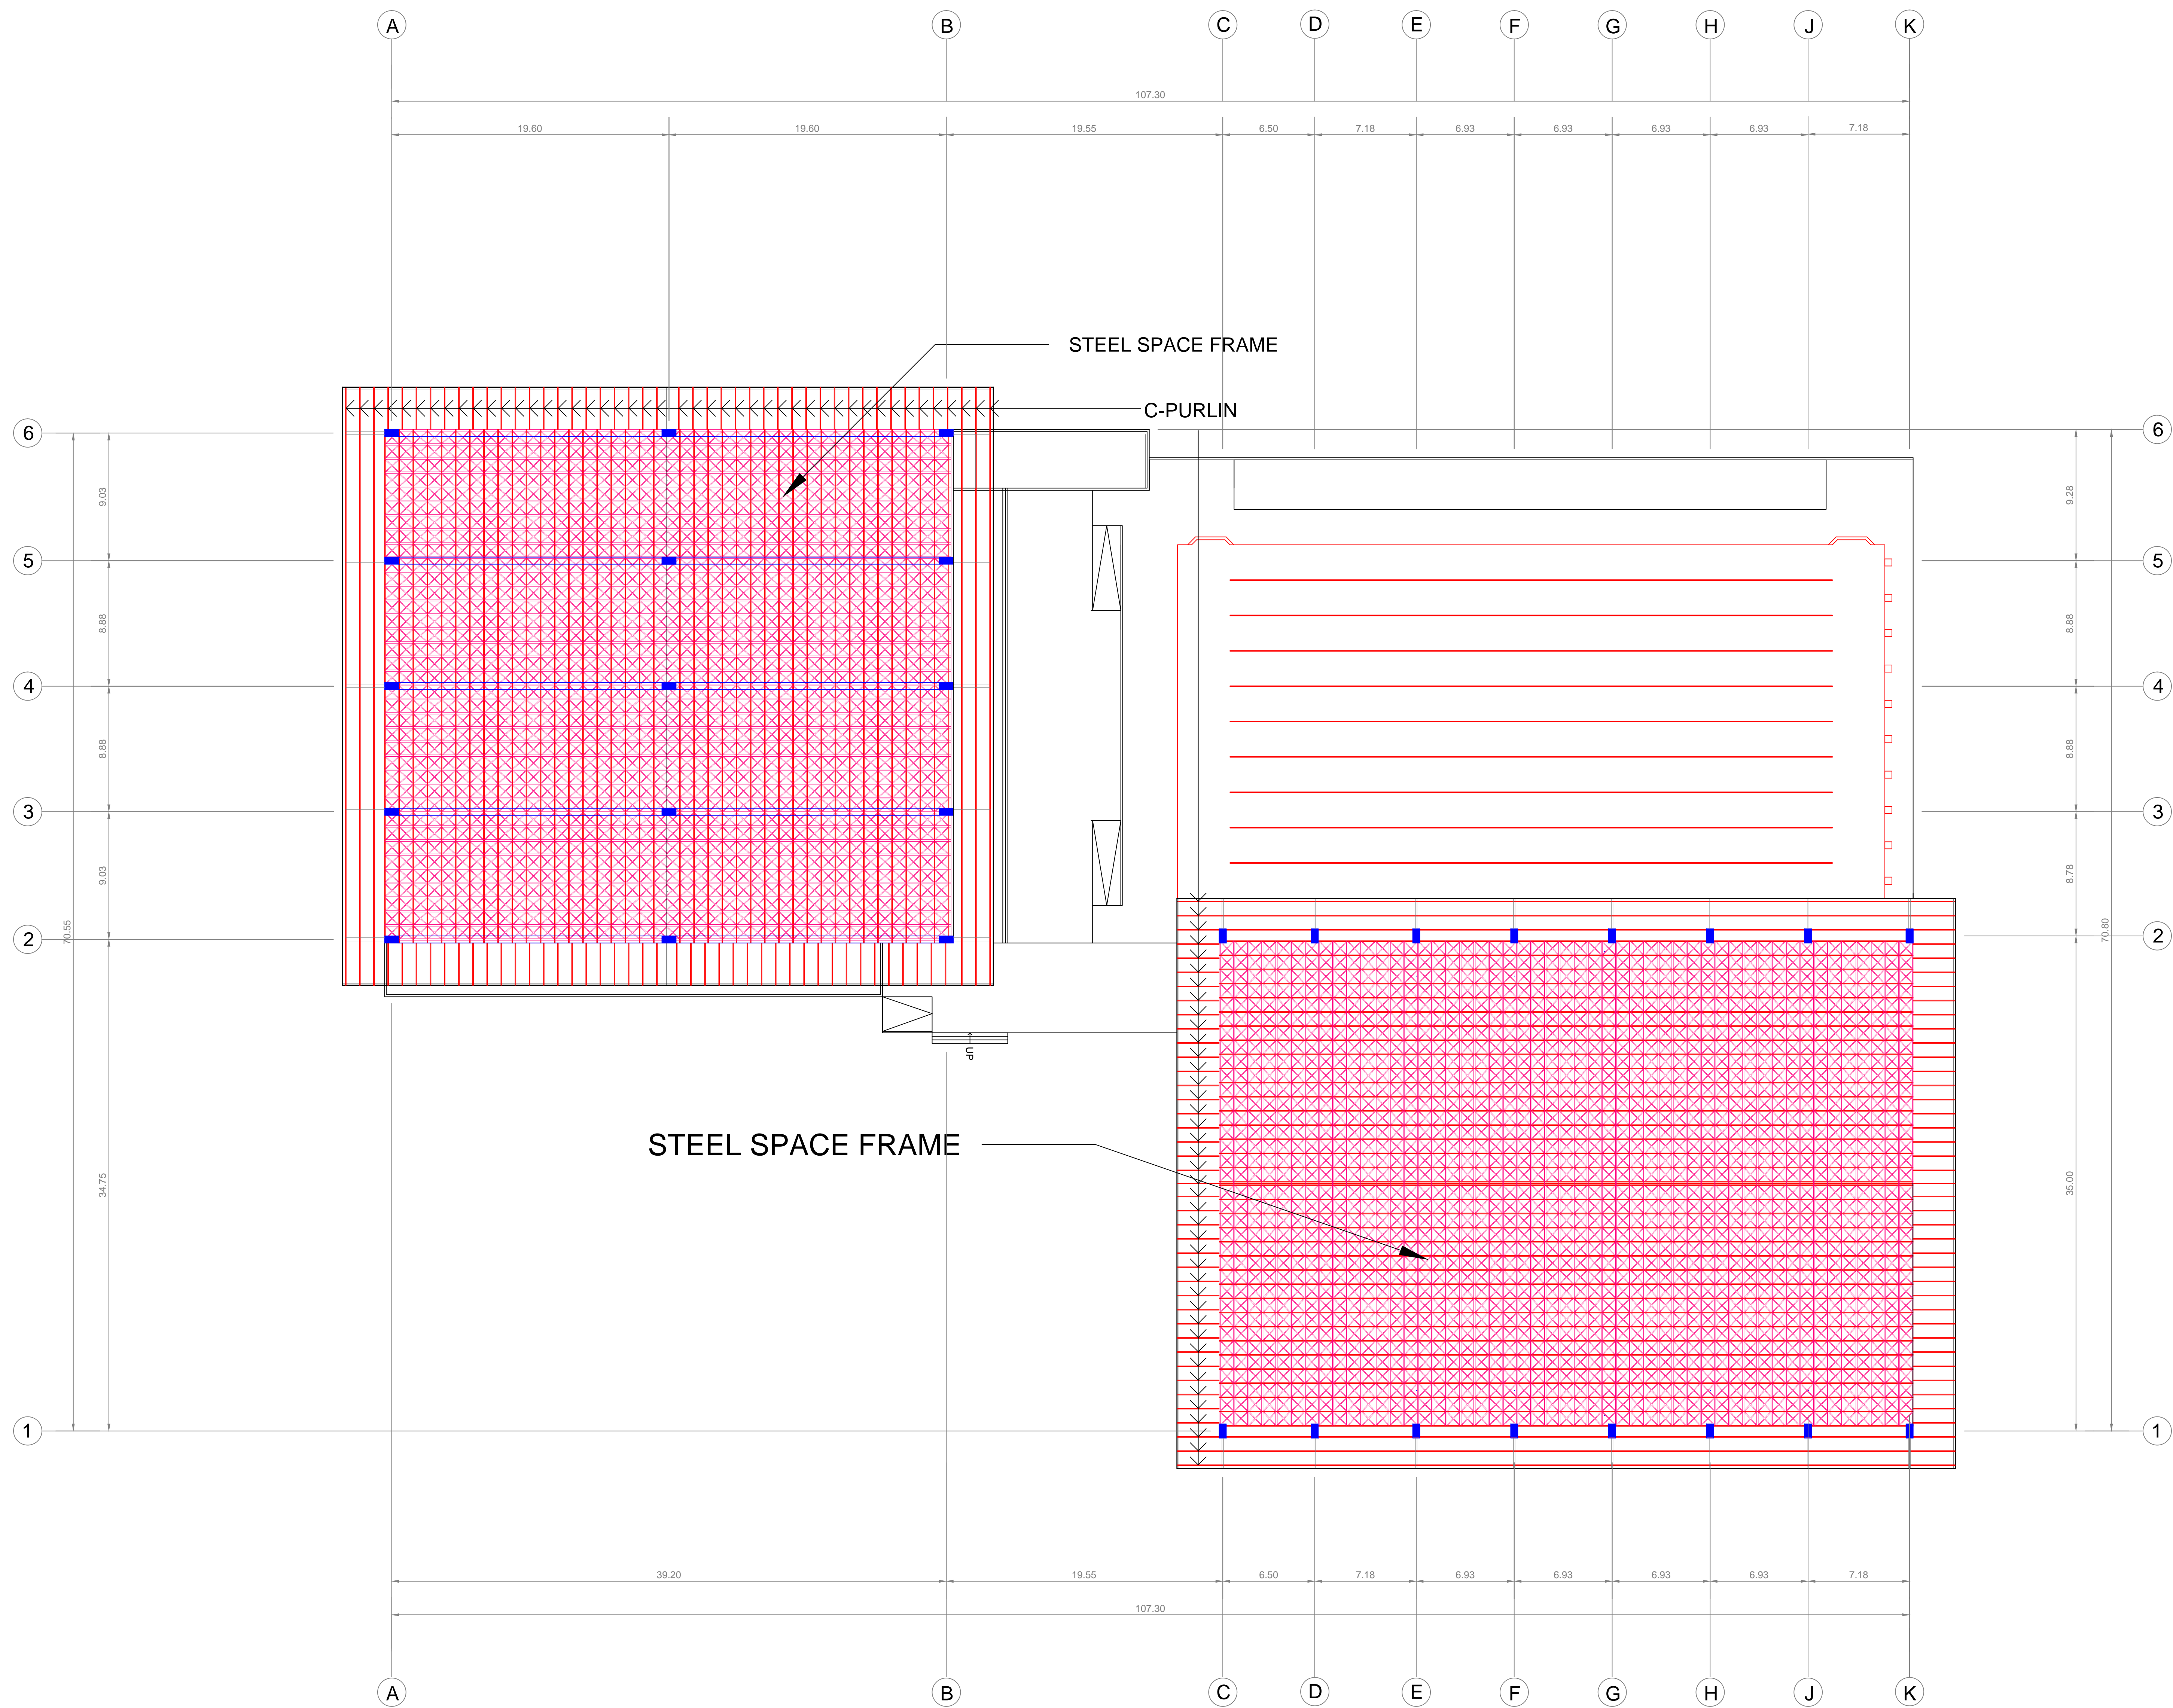 A B C D E F G H J K
107.30
19.60 19.60 19.55 6.50 7.18 6.93 6.93 6.93 6.93 7.18
STEEL SPACE FRAME
C-PURLIN
6 6
9.03 9.28
5 5
8.88 8.88
4 4
8.88 8.88
3 3
9.03 8.78
70.55 70.80
2 2
UP
STEEL SPACE FRAME
34.75 35.00
1 1
39.20 19.55 6.50 7.18 6.93 6.93 6.93 6.93 7.18
107.30
A B C D E F G H J K